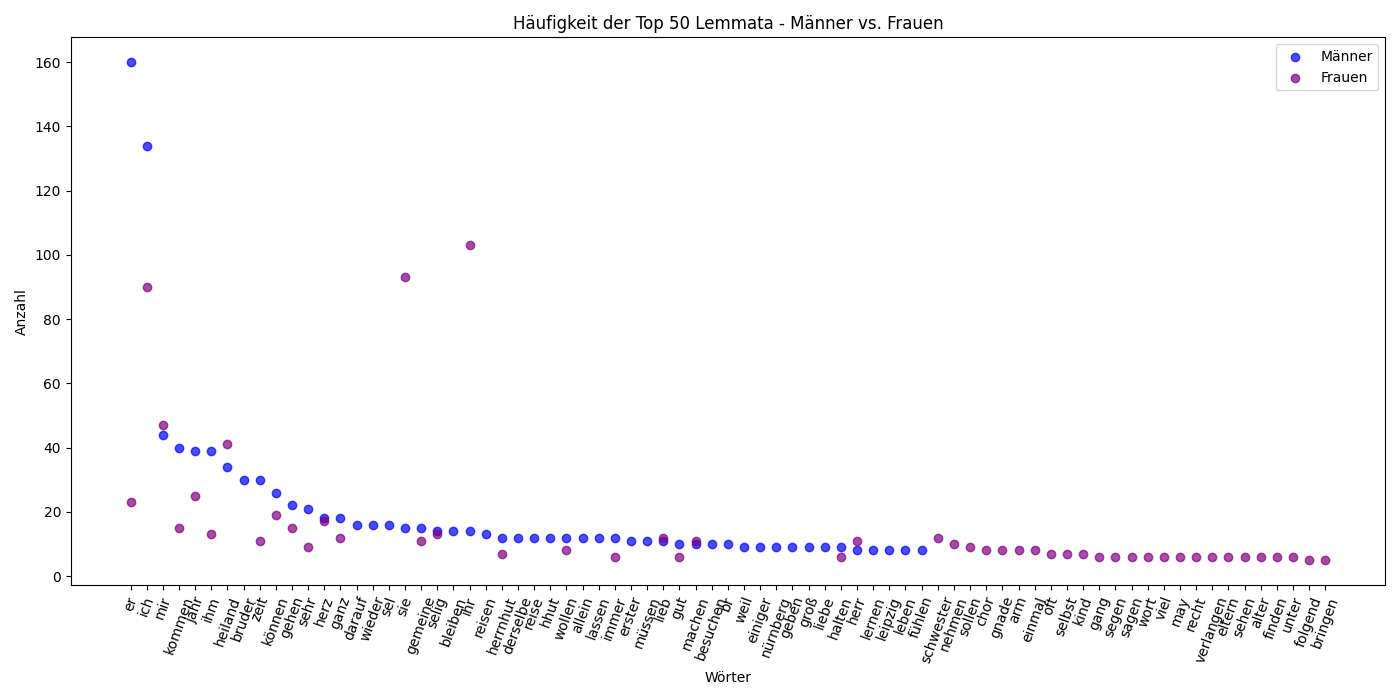 Häufigkeit der Top 50 Lemmata - Männer vs. Frauen
Männer
Frauen
Anzahl
160
140
120
100
80
60
40
20
0
er
ich
mir
kommen
jahr
ihm
heiland
bruder
zeit
können
gehen
sehr
herz
ganz
darauf
wieder
sel
sie
gemeine
selig
bleiben
ihr
reisen
herrnhut
derselbe
reise
hhut
wollen
allein
lassen
immer
erster
müssen
lieb
gut
machen
besuchen
br
weil
einiger
nürnberg
geben
groß
liebe
halten
herr
lernen
leipzig
leben
fühlen
schwester
nehmen
sollen
chor
gnade
arm
einmal
oft
selbst
kind
gang
segen
sagen
wort
viel
may
recht
verlangen
eltern
sehen
alter
finden
unter
folgend
bringen
Wörter